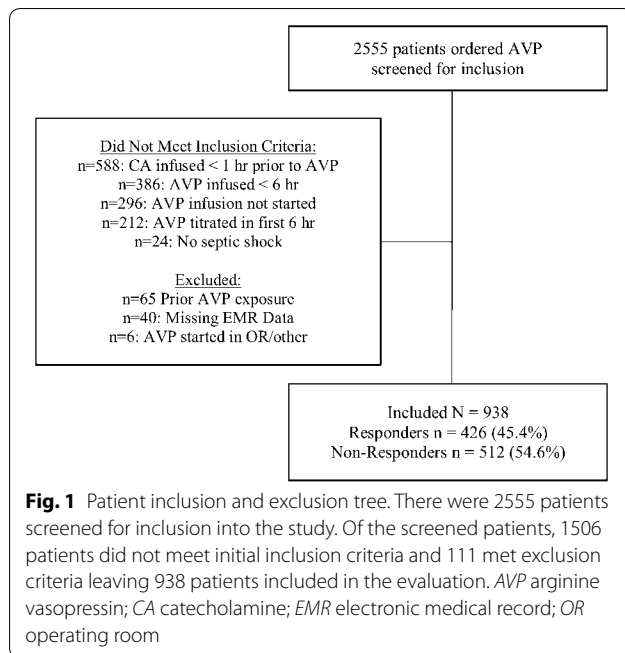 2555 patients ordered AVP
screened for inclusion
Did Not Meet Inclusion Criteria:
n=588: CA infused < 1 hr prior to AVP
n=386: AVP infused < 6 hr
n=296: AVP infusion not started
n=212: AVP titrated in first 6 hr
n=24: No septic shock
Excluded:
n=65 Prior AVP exposure
n=40: Missing EMR Data
n=6: AVP started in OR/other
Included N = 938
Responders n = 426 (45.4%)
Non-Responders n = 512 (54.6%)
Fig. 1 Patient inclusion and exclusion tree. There were 2555 patients
screened for inclusion into the study. Of the screened patients, 1506
patients did not meet initial inclusion criteria and 111 met exclusion
criteria leaving 938 patients included in the evaluation. AVP arginine
vasopressin; CA catecholamine; EMR electronic medical record; OR
operating room